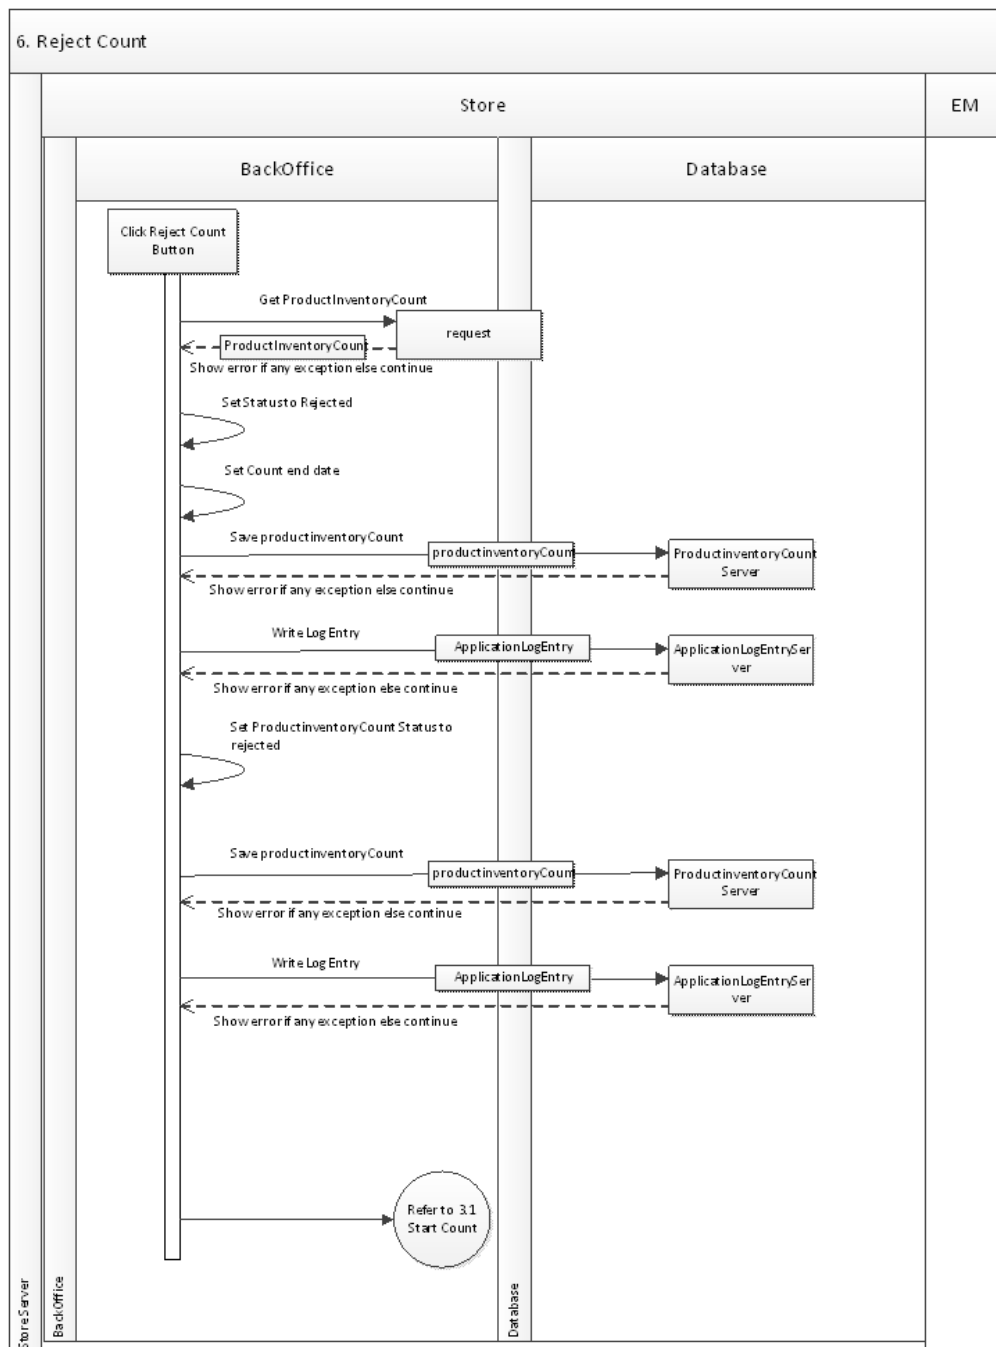 6. Reject Count
Store
EM
BackOffice
Database
Click Reject Count
Button
Get ProductInventoryCount
request
ProductInventoryCount
Show error if any exception else continue
Set Status to Rejected
Set Count end date
Save productinventoryCount
productinventoryCount
ProductinventoryCount
Server
Show error if any exception else continue
Write Log Entry
ApplicationLogEntry
ApplicationLogEntrySer
ver
Show error if any exception else continue
Set ProductinventoryCount Status to
rejected
Save productinventoryCount
productinventoryCount
ProductinventoryCount
Server
Show error if any exception else continue
Write Log Entry
ApplicationLogEntry
ApplicationLogEntrySer
ver
Show error if any exception else continue
Refer to 3.1
Start Count
StoreServer
BackOffice
Database